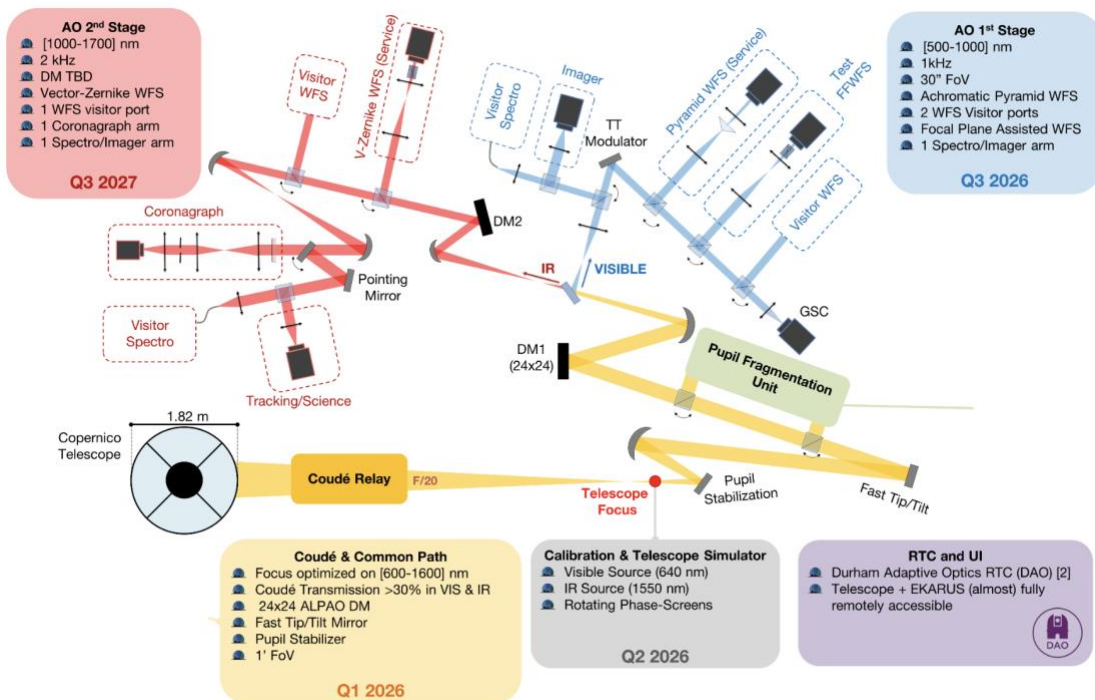 AO 2nd Stage
[1000-1700] nm
2 kHz
DM TBD
Vector-Zernike WFS
1 WFS visitor port
1 Coronagraph arm
1 Spectro/Imager arm
Q3 2027
Visitor
WFS
V-Zernike WFS (Service)
Visitor
Spectro
Imager
TT
Modulator
Pyramid WFS (Service)
Test
FFWFS
Visitor WFS
AO 1st Stage
[500-1000] nm
1kHz
30” FoV
Achromatic Pyramid WFS
2 WFS Visitor ports
Focal Plane Assisted WFS
1 Spectro/Imager arm
Q3 2026
DM2
Coronagraph
IR
VISIBLE
Pointing
Mirror
GSC
Visitor
Spectro
DM1
(24x24)
Pupil Fragmentation
Unit
Tracking/Science
1.82 m
Copernico
Telescope
Coudé Relay
F/20
Telescope
Focus
Pupil
Stabilization
Fast Tip/Tilt
Coudé & Common Path
Focus optimized on [600-1600] nm
Coudé Transmission >30% in VIS & IR
24x24 ALPAO DM
Fast Tip/Tilt Mirror
Pupil Stabilizer
1’ FoV
Q1 2026
Calibration & Telescope Simulator
Visible Source (640 nm)
IR Source (1550 nm)
Rotating Phase-Screens
Q2 2026
RTC and UI
Durham Adaptive Optics RTC (DAO) [2]
Telescope + EKARUS (almost) fully
remotely accessible
DAO